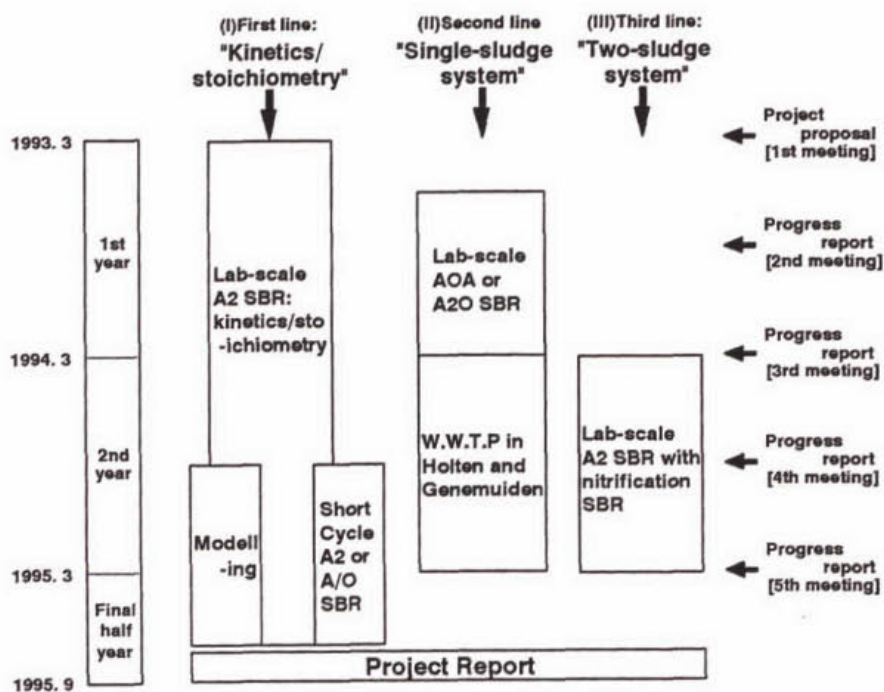 (I)First line:
"Kinetics/
stoichiometry"
(II)Second line
"Single-sludge
system"
(III)Third line:
"Two-sludge
system"
1993. 3
1st
year
1994. 3
2nd
year
1995. 3
Final
half
year
1995. 9
Lab-scale
A2 SBR:
kinetics/sto
-ichiometry
Modell
-ing
Short
Cycle
A2 or
A/O
SBR
Lab-scale
AOA or
A2O SBR
W.W.T.P in
Holten and
Genemuiden
Lab-scale
A2 SBR with
nitrification
SBR
Project
proposal
[1st meeting]
Progress
report
[2nd meeting]
Progress
report
[3rd meeting]
Progress
report
[4th meeting]
Progress
report
[5th meeting]
Project Report